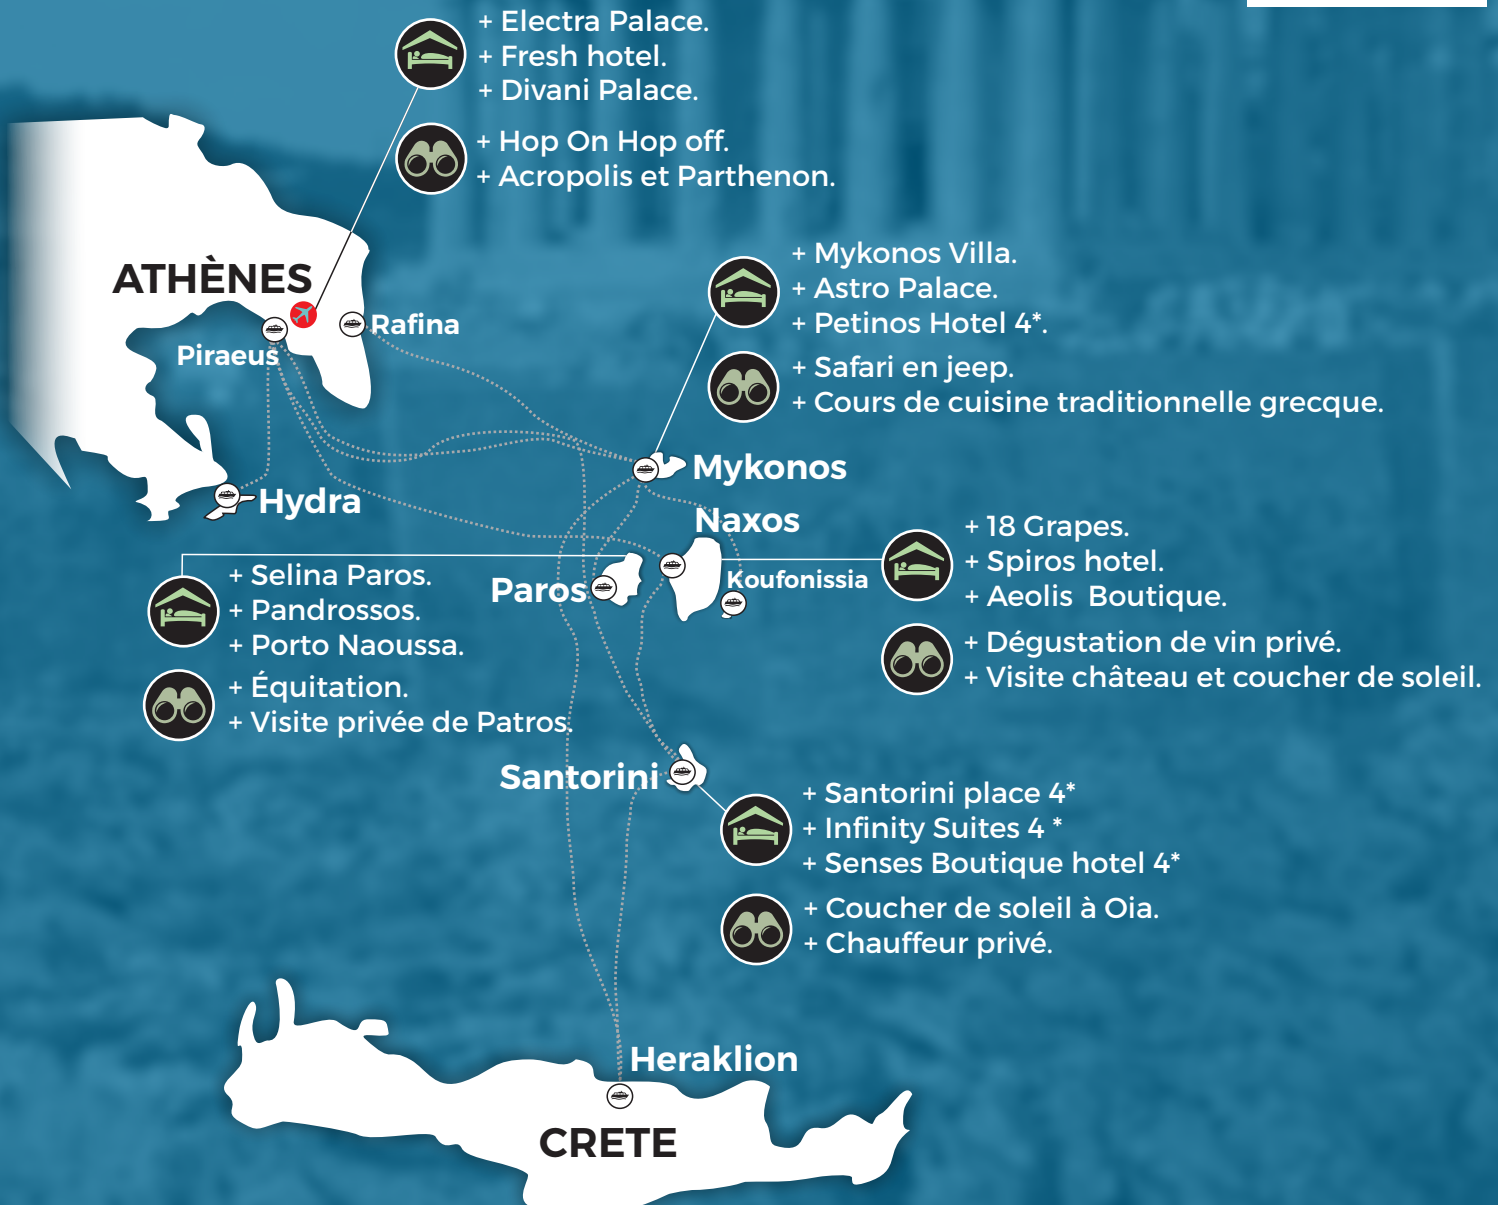 + Electra Palace.
+ Fresh hotel.
+ Divani Palace.
+ Hop On Hop off.
+ Acropolis et Parthenon.
ATHÈNES
Rafina
Piraeus
+ Mykonos Villa.
+ Astro Palace.
+ Petinos Hotel 4*.
+ Safari en jeep.
+ Cours de cuisine traditionnelle grecque.
Mykonos
Hydra
Naxos
+ 18 Grapes.
+ Spiros hotel.
+ Aeolis Boutique.
Koufonissia
Paros
+ Selina Paros.
+ Pandrossos.
+ Porto Naoussa.
+ Dégustation de vin privé.
+ Visite château et coucher de soleil.
+ Équitation.
+ Visite privée de Patros.
Santorini
+ Santorini place 4*
+ Infinity Suites 4 *
+ Senses Boutique hotel 4*
+ Coucher de soleil à Oia.
+ Chauffeur privé.
Heraklion
CRETE